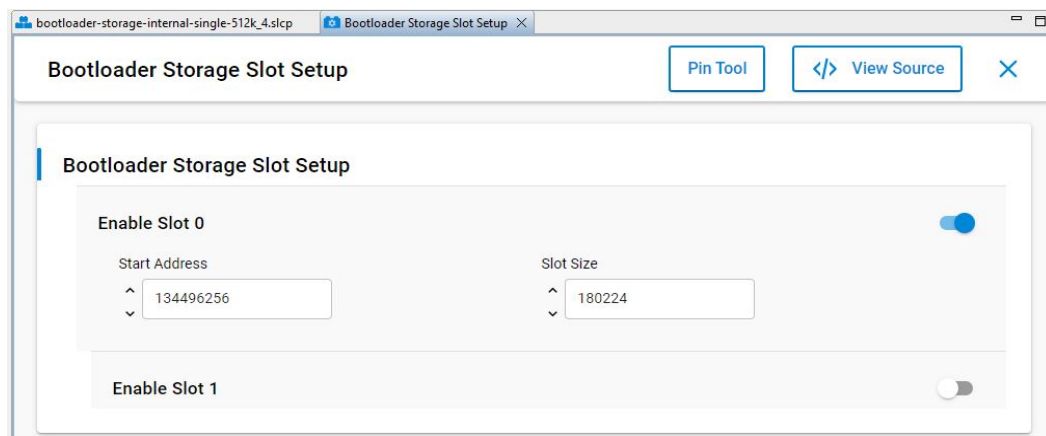 bootloader-storage-internal-single-512k_4.slcp
Bootloader Storage Slot Setup
Bootloader Storage Slot Setup
Pin Tool
</> View Source
Bootloader Storage Slot Setup
Enable Slot 0
Start Address
Slot Size
134496256
180224
Enable Slot 1